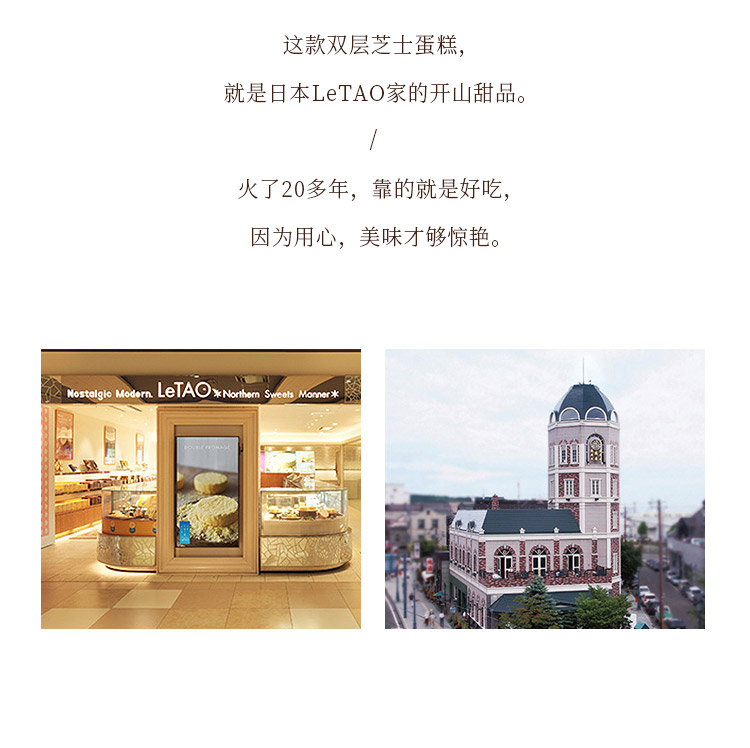 这款双层芝士蛋糕，
就是日本LeTAO家的开山甜品。
/
火了20多年，靠的就是好吃，
因为用心，美味才够惊艳。
Nostalgic Modern. LeTAO＊Northern Sweets Manner＊
DOUBLE FROMAGE